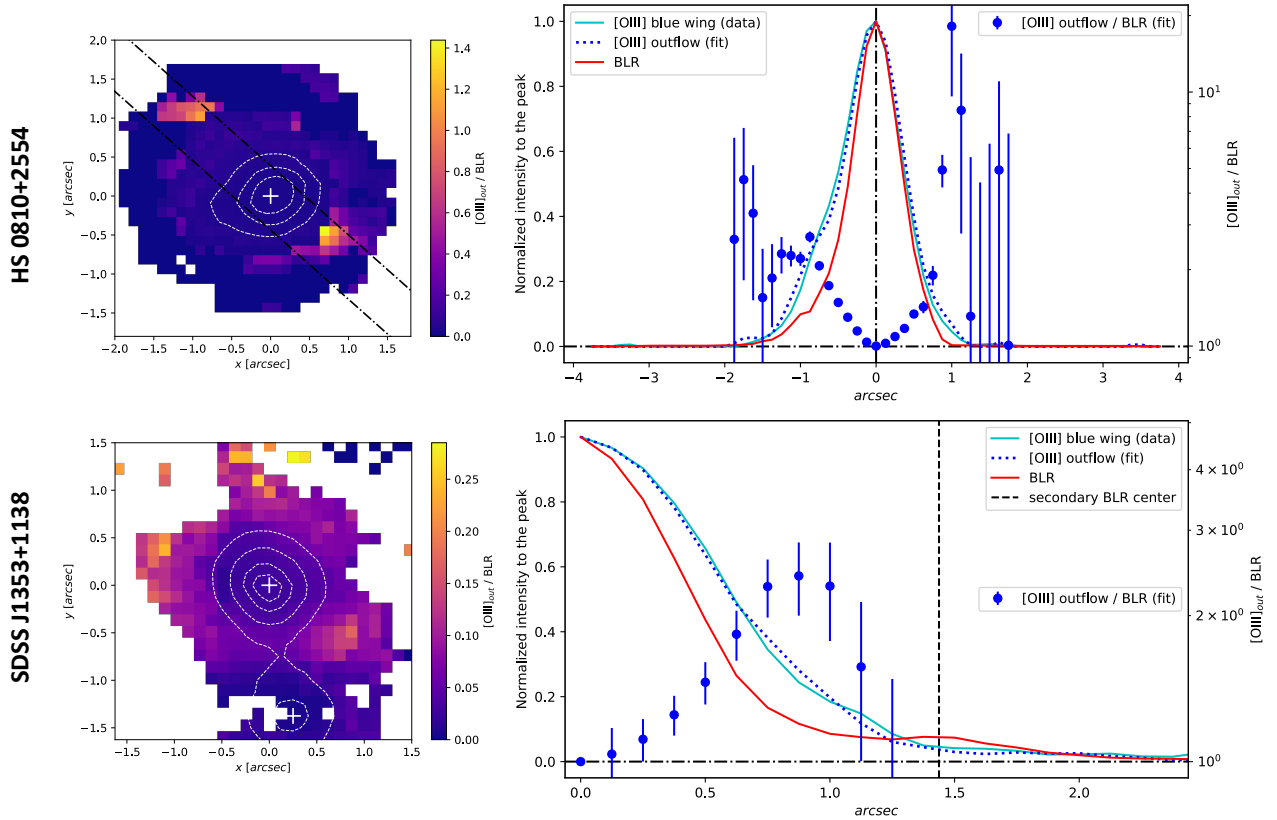 HS 0810+2554
2.0
1.5
1.0
0.5
0.0
−0.5
−1.0
−1.5
y [arcsec]
−2.0 −1.5 −1.0 −0.5 0.0 0.5 1.0 1.5
x [arcsec]
1.4
1.2
1.0
0.8
0.6
0.4
0.2
0.0
[OIII]out / BLR
[OIII] blue wing (data)
[OIII] outflow (fit)
BLR
[OIII] outflow / BLR (fit)
1.0
0.8
0.6
0.4
0.2
0.0
Normalized intensity to the peak
−4 −3 −2 −1 0 1 2 3 4
arcsec
10¹
10⁰
[OIII]out / BLR
SDSS J1353+1138
1.5
1.0
0.5
0.0
−0.5
−1.0
−1.5
y [arcsec]
−1.5 −1.0 −0.5 0.0 0.5 1.0 1.5
x [arcsec]
0.25
0.20
0.15
0.10
0.05
0.00
[OIII]out / BLR
[OIII] blue wing (data)
[OIII] outflow (fit)
BLR
secondary BLR center
[OIII] outflow / BLR (fit)
1.0
0.8
0.6
0.4
0.2
0.0
Normalized intensity to the peak
0.0 0.5 1.0 1.5 2.0
arcsec
4 × 10⁰
3 × 10⁰
2 × 10⁰
10⁰
[OIII]out / BLR